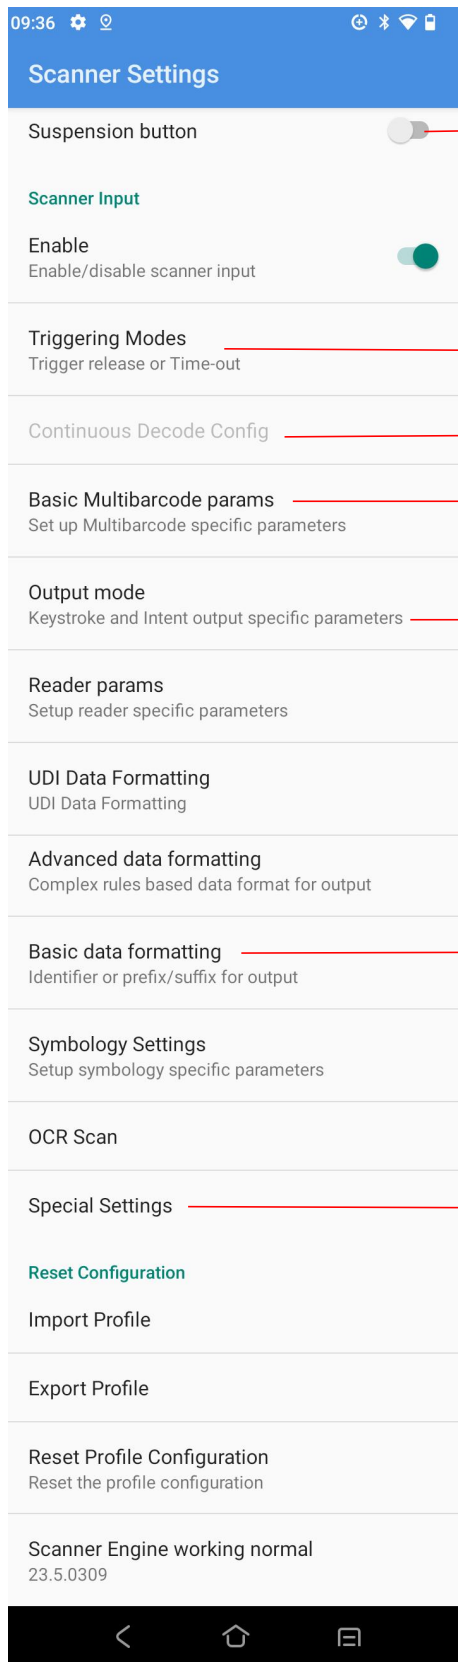 09:36
Scanner Settings
Suspension button
Scanner Input
Enable
Enable/disable scanner input
Triggering Modes
Trigger release or Time-out
Continuous Decode Config
Basic Multibarcode params
Set up Multibarcode specific parameters
Output mode
Keystroke and Intent output specific parameters
Reader params
Setup reader specific parameters
UDI Data Formatting
UDI Data Formatting
Advanced data formatting
Complex rules based data format for output
Basic data formatting
Identifier or prefix/suffix for output
Symbology Settings
Setup symbology specific parameters
OCR Scan
Special Settings
Reset Configuration
Import Profile
Export Profile
Reset Profile Configuration
Reset the profile configuration
Scanner Engine working normal
23.5.0309